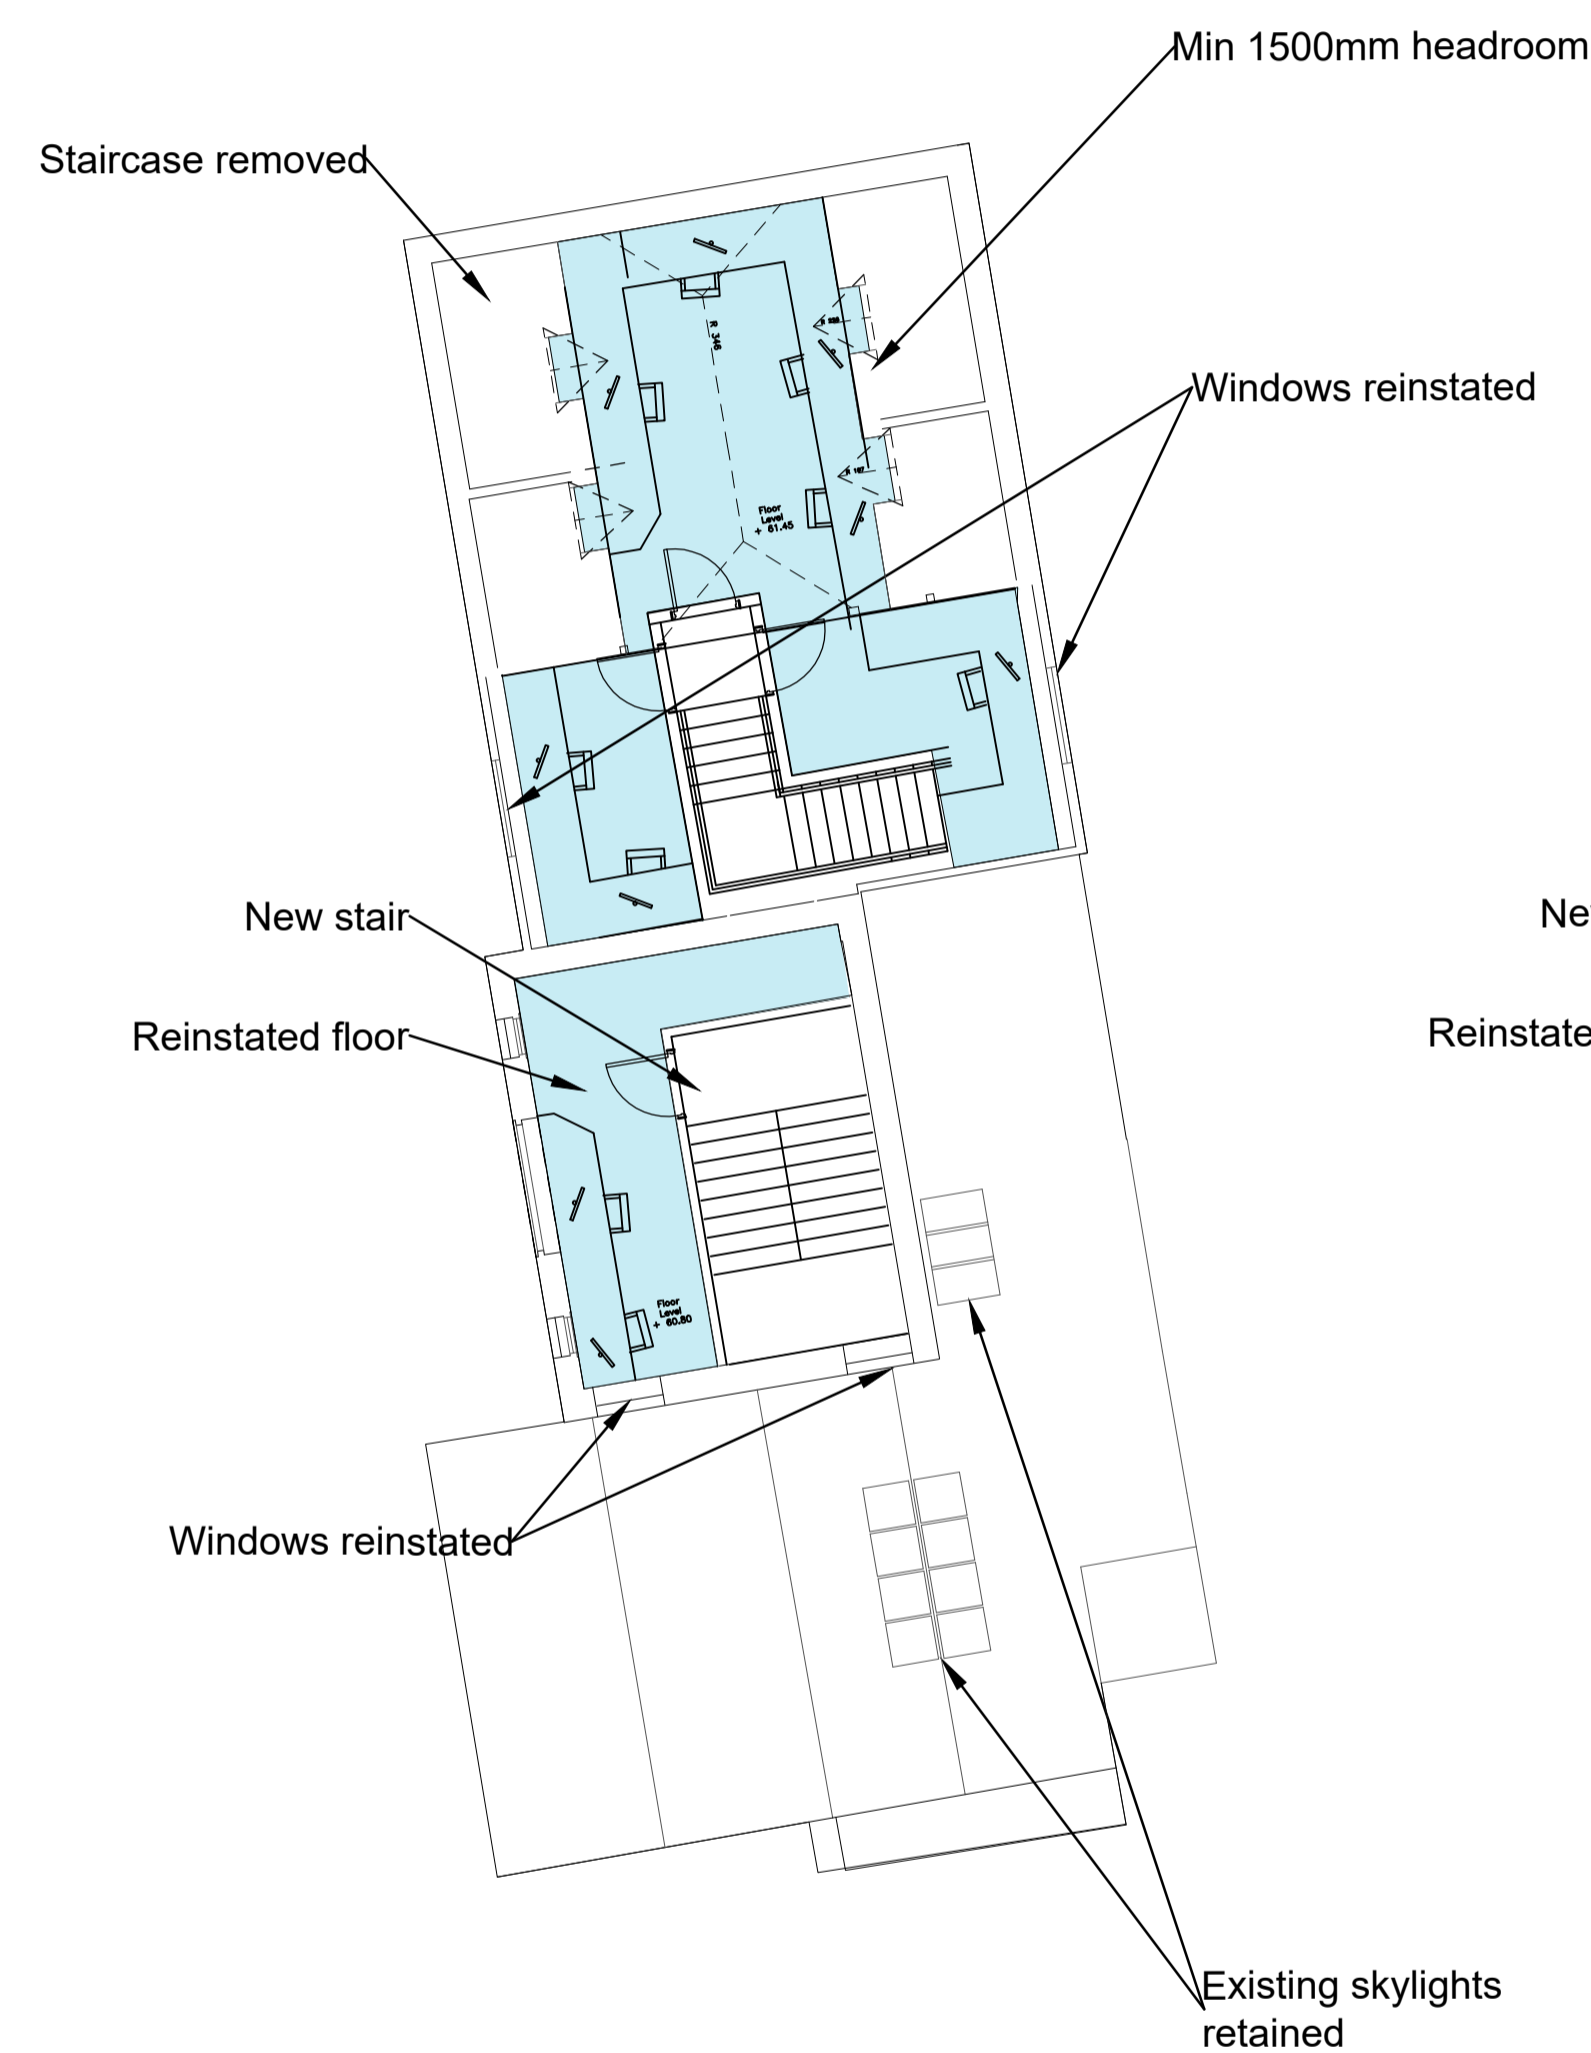 Min 1500mm headroom
Staircase removed
R 346
Windows reinstated
Floor
Level
+ 61.45
New stair
Reinstated floor
Floor
Level
+ 60.80
Windows reinstated
Existing skylights
retained